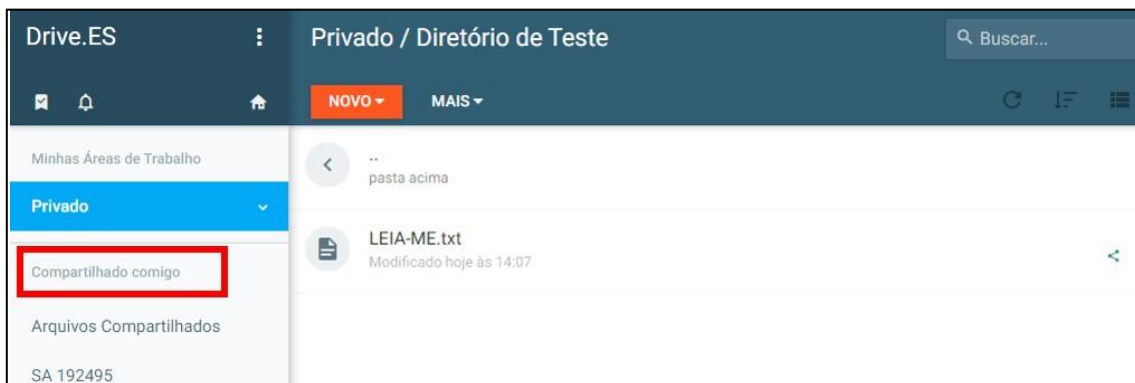 Drive.ES
Privado / Diretório de Teste
Buscar...
NOVO
MAIS
Minhas Áreas de Trabalho
Privado
..
pasta acima
Compartilhado comigo
LEIA-ME.txt
Modificado hoje às 14:07
Arquivos Compartilhados
SA 192495